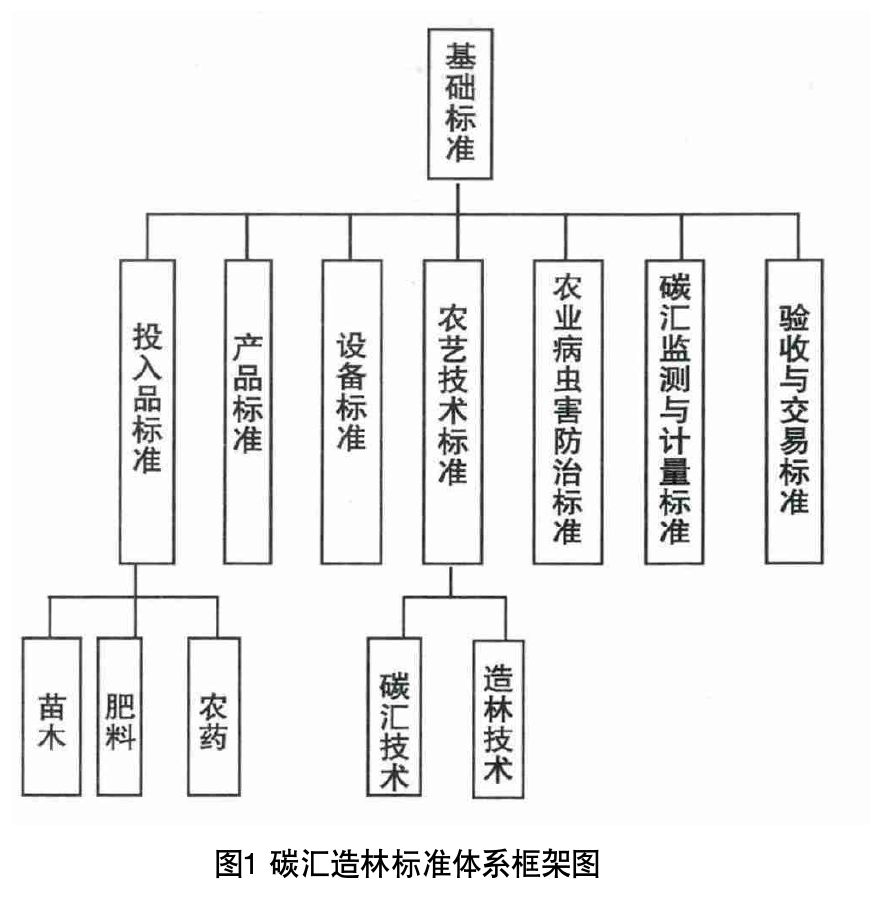 基础标准
投入品标准
产品标准
设备标准
农艺技术标准
农业病虫害防治标准
碳汇监测与计量标准
验收与交易标准
苗木
肥料
农药
碳汇技术
造林技术
图1 碳汇造林标准体系框架图